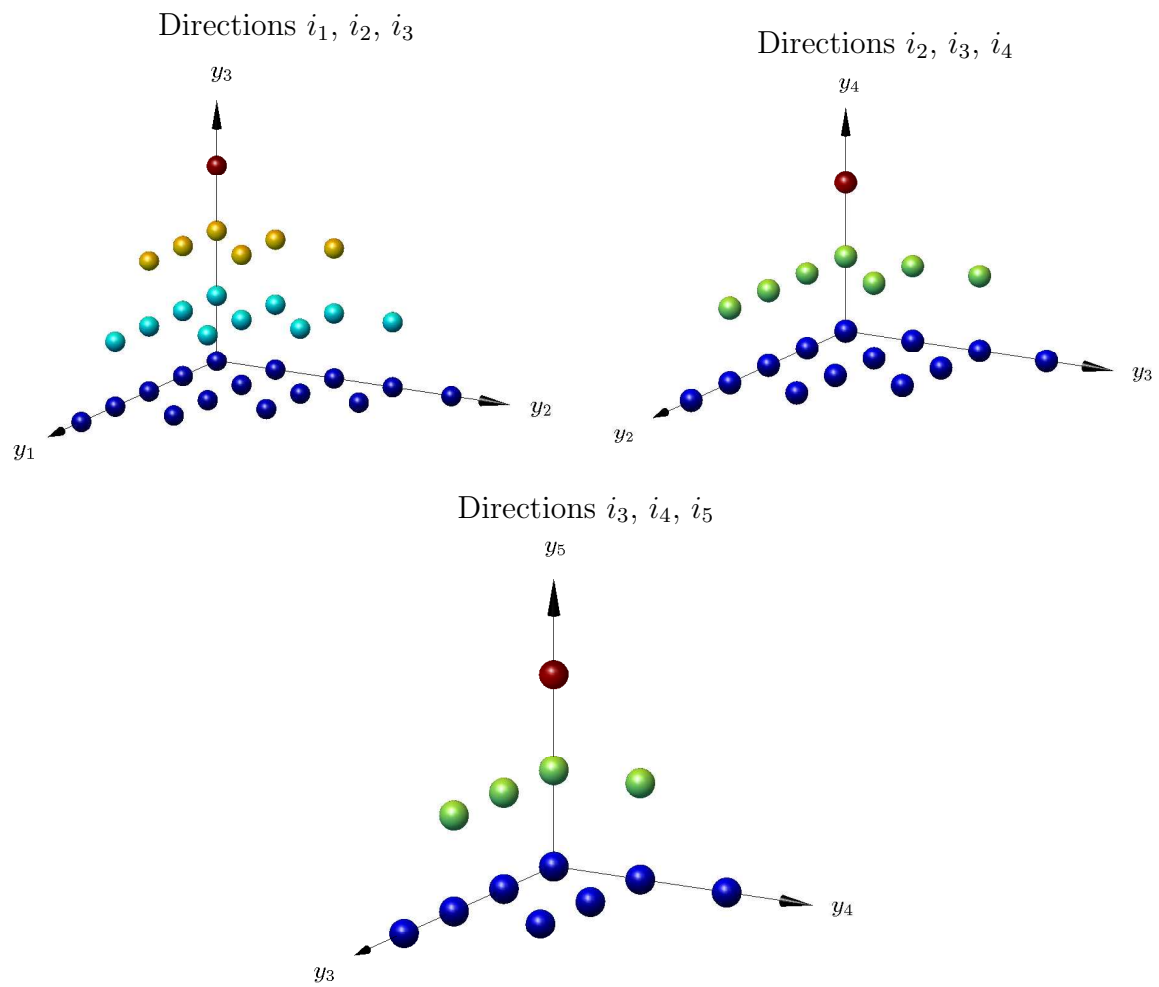 Directions i₁, i₂, i₃
y₃
y₂
y₁
Directions i₂, i₃, i₄
y₄
y₃
y₂
Directions i₃, i₄, i₅
y₅
y₄
y₃